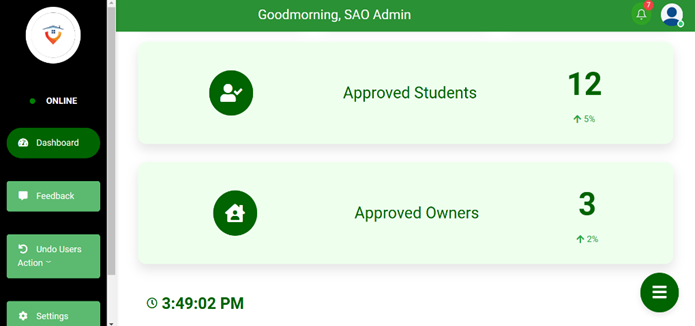 Goodmorning, SAO Admin
7
ONLINE
Dashboard
Feedback
Undo Users
Action
Settings
Approved Students
12
5%
Approved Owners
3
2%
3:49:02 PM